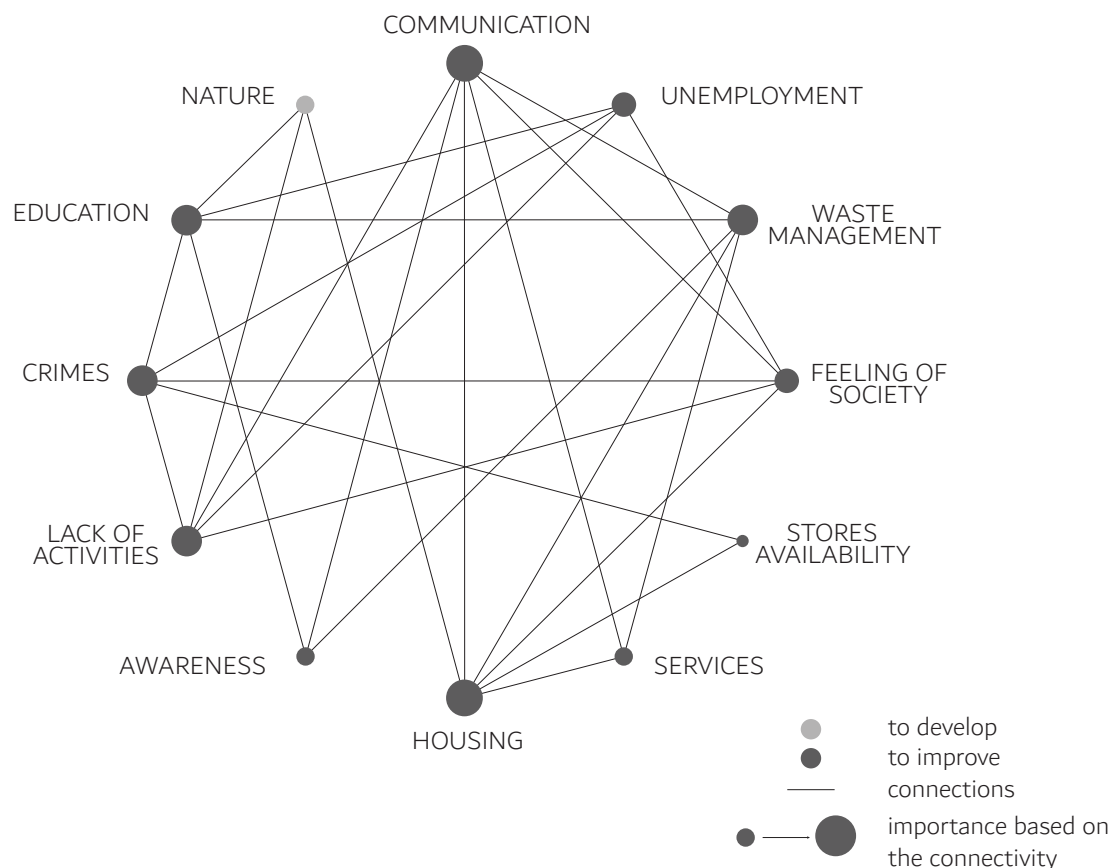 COMMUNICATION
NATURE
UNEMPLOYMENT
EDUCATION
WASTE
MANAGEMENT
CRIMES
FEELING OF
SOCIETY
LACK OF
ACTIVITIES
STORES
AVAILABILITY
AWARENESS
SERVICES
HOUSING
to develop
to improve
connections
importance based on
the connectivity